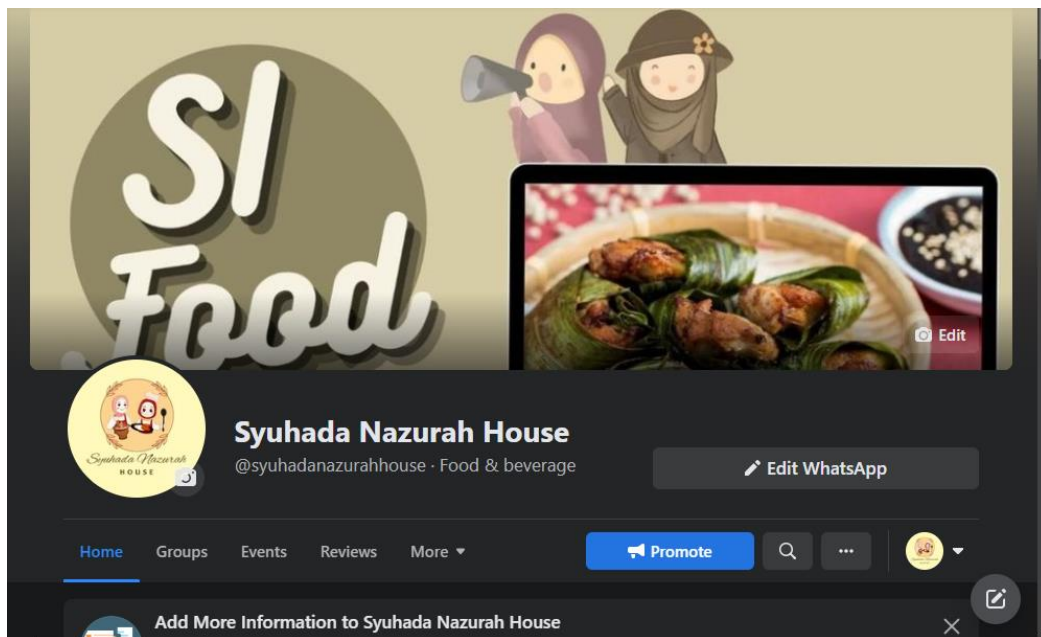 SI
Food
Edit
Syuhada Nazurah
HOUSE
Syuhada Nazurah House
@syuhadanazurahhouse · Food & beverage
Edit WhatsApp
Home Groups Events Reviews More
Promote
Add More Information to Syuhada Nazurah House